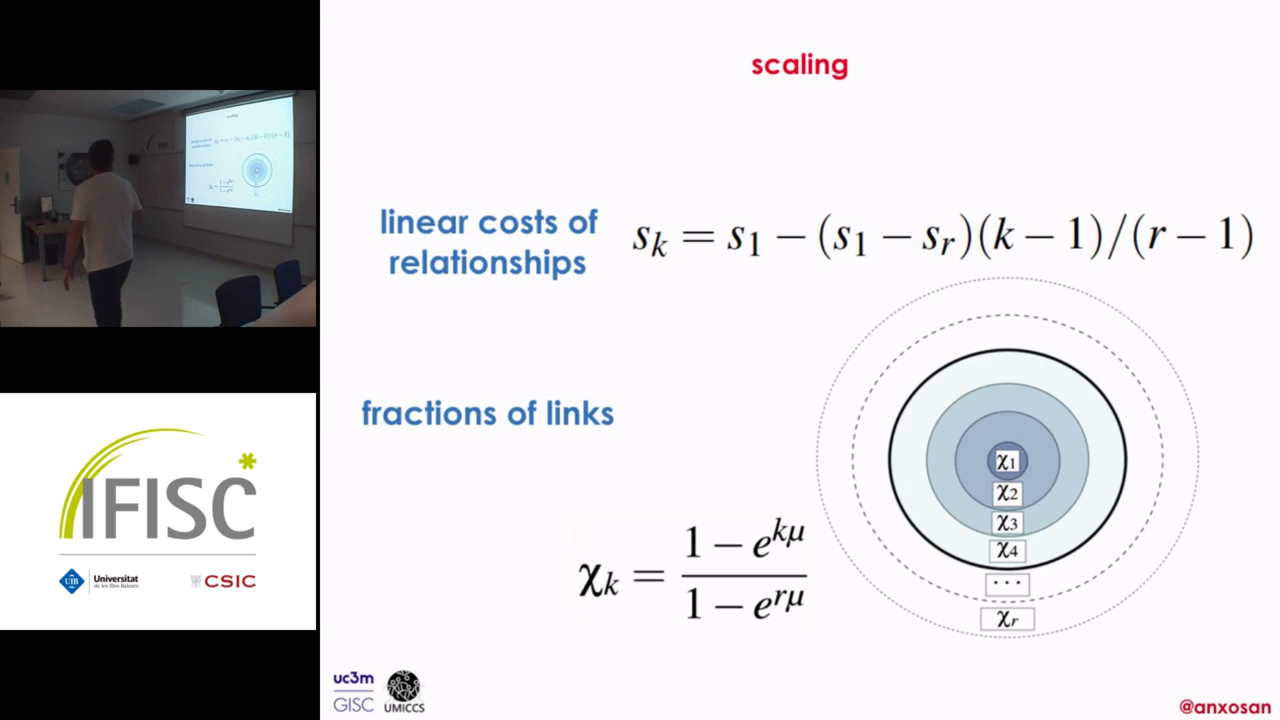 scaling
linear costs of
relationships
s_k = s_1 − (s_1 − s_r)(k − 1)/(r − 1)
fractions of links
χ_k = (1 − e^{kμ}) / (1 − e^{rμ})
χ1
χ2
χ3
χ4
...
χr
IFISC
UIB
Universitat
de les Illes Balears
CSIC
uc3m
GISC
UMICCS
@anxosan